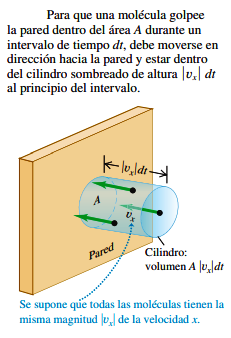 Para que una molécula golpee
la pared dentro del área A durante un
intervalo de tiempo dt, debe moverse en
dirección hacia la pared y estar dentro
del cilindro sombreado de altura |vₓ| dt
al principio del intervalo.
|vₓ|dt
A
vₓ
Pared
Cilindro:
volumen A |vₓ|dt
Se supone que todas las moléculas tienen la
misma magnitud |vₓ| de la velocidad x.